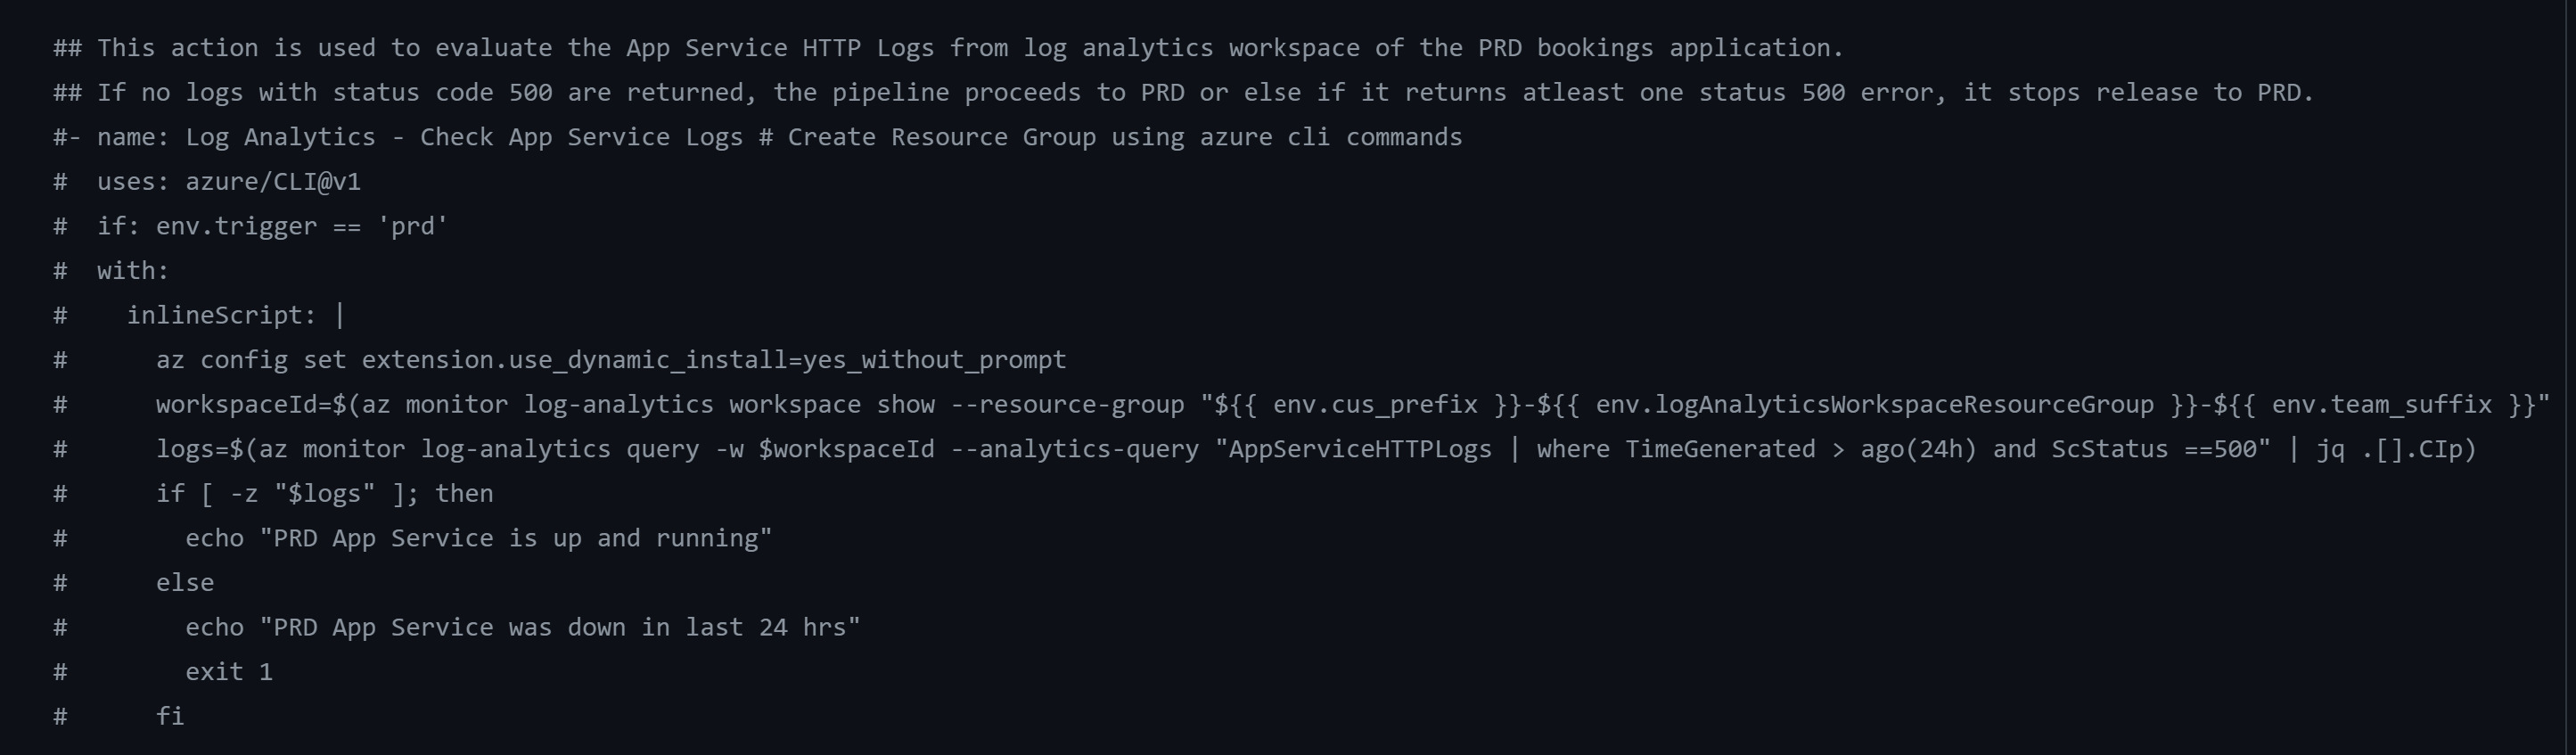 ## This action is used to evaluate the App Service HTTP Logs from log analytics workspace of the PRD bookings application.
## If no logs with status code 500 are returned, the pipeline proceeds to PRD or else if it returns atleast one status 500 error, it stops release to PRD.
#- name: Log Analytics - Check App Service Logs # Create Resource Group using azure cli commands
#  uses: azure/CLI@v1
#  if: env.trigger == 'prd'
#  with:
#    inlineScript: |
#      az config set extension.use_dynamic_install=yes_without_prompt
#      workspaceId=$(az monitor log-analytics workspace show --resource-group "${{ env.cus_prefix }}-${{ env.logAnalyticsWorkspaceResourceGroup }}-${{ env.team_suffix }}"
#      logs=$(az monitor log-analytics query -w $workspaceId --analytics-query "AppServiceHTTPLogs | where TimeGenerated > ago(24h) and ScStatus ==500" | jq .[].CIp)
#      if [ -z "$logs" ]; then
#        echo "PRD App Service is up and running"
#      else
#        echo "PRD App Service was down in last 24 hrs"
#        exit 1
#      fi